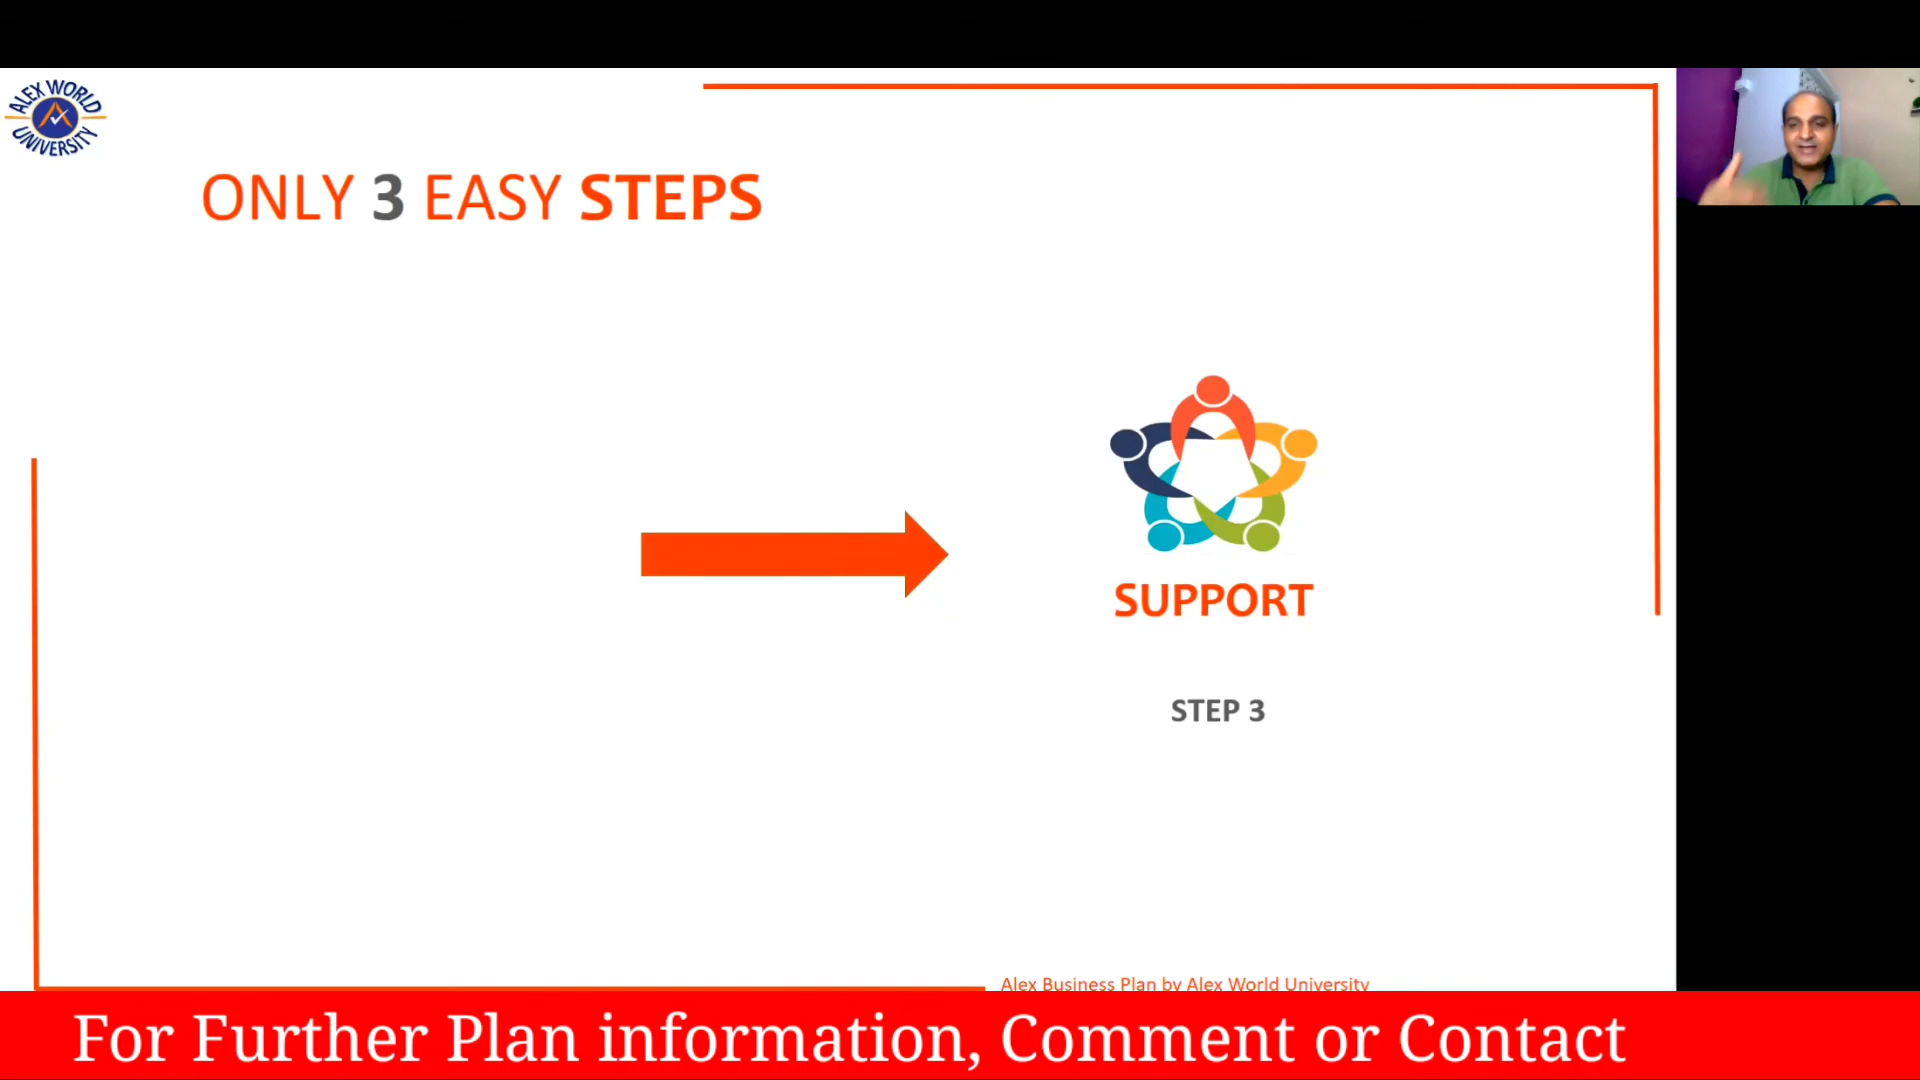 ALEX WORLD
UNIVERSITY
ONLY 3 EASY STEPS
SUPPORT
STEP 3
Alex Business Plan by Alex World University
For Further Plan information, Comment or Contact